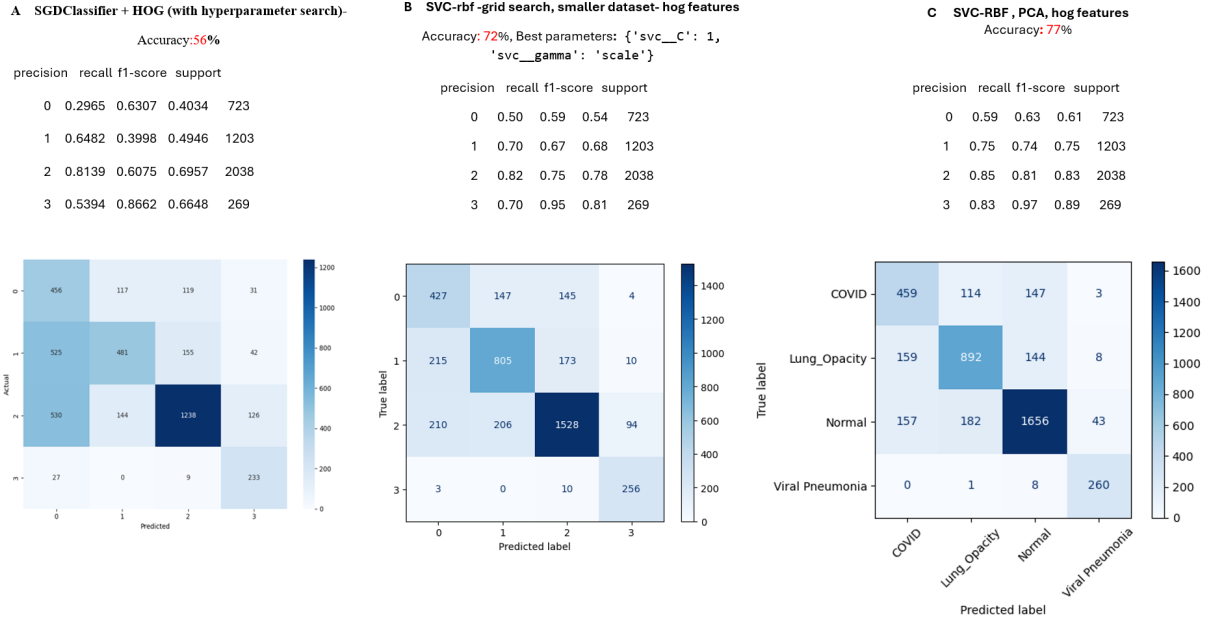 A SGDClassifier + HOG (with hyperparameter search)-
Accuracy:56%
precision recall f1-score support
0 0.2965 0.6307 0.4034 723
1 0.6482 0.3998 0.4946 1203
2 0.8139 0.6075 0.6957 2038
3 0.5394 0.8662 0.6648 269
1200
1000
800
600
400
200
0
Actual
0 456 117 119 31
1 525 481 155 42
2 530 144 1238 126
3 27 0 9 233
0 1 2 3
Predicted
B SVC-rbf -grid search, smaller dataset- hog features
Accuracy: 72%, Best parameters: {'svc__C': 1,
'svc__gamma': 'scale'}
precision recall f1-score support
0 0.50 0.59 0.54 723
1 0.70 0.67 0.68 1203
2 0.82 0.75 0.78 2038
3 0.70 0.95 0.81 269
1400
1200
1000
800
600
400
200
0
True label
0 427 147 145 4
1 215 805 173 10
2 210 206 1528 94
3 3 0 10 256
0 1 2 3
Predicted label
C SVC-RBF , PCA, hog features
Accuracy: 77%
precision recall f1-score support
0 0.59 0.63 0.61 723
1 0.75 0.74 0.75 1203
2 0.85 0.81 0.83 2038
3 0.83 0.97 0.89 269
1600
1400
1200
1000
800
600
400
200
0
True label
COVID 459 114 147 3
Lung_Opacity 159 892 144 8
Normal 157 182 1656 43
Viral Pneumonia 0 1 8 260
COVID Lung_Opacity Normal Viral Pneumonia
Predicted label